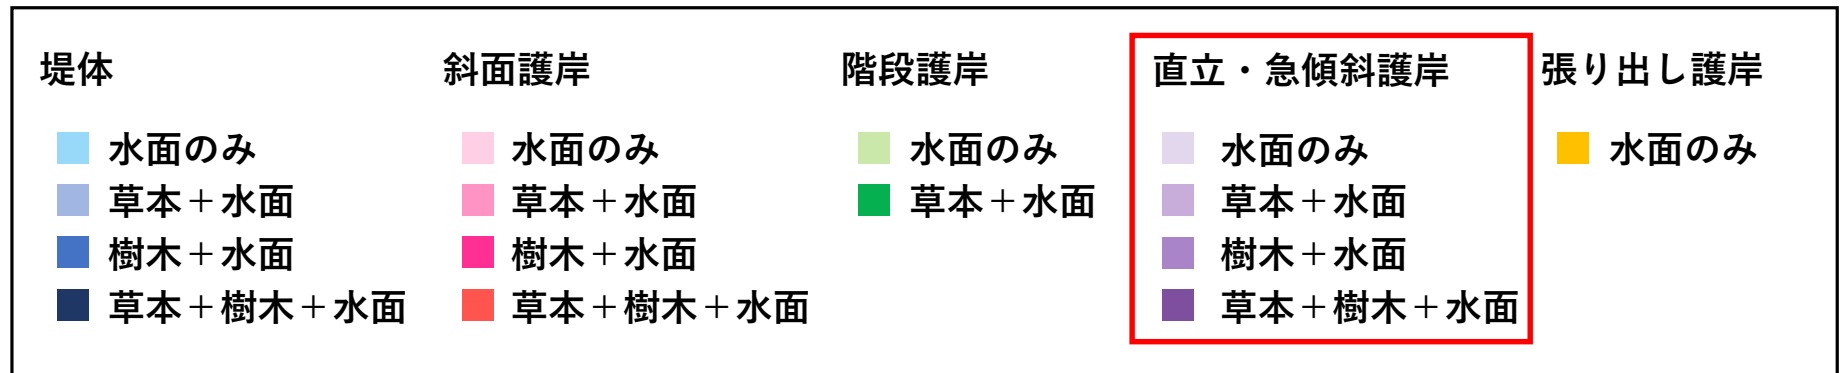 堤体
水面のみ
草本＋水面
樹木＋水面
草本＋樹木＋水面
斜面護岸
水面のみ
草本＋水面
樹木＋水面
草本＋樹木＋水面
階段護岸
水面のみ
草本＋水面
直立・急傾斜護岸
水面のみ
草本＋水面
樹木＋水面
草本＋樹木＋水面
張り出し護岸
水面のみ